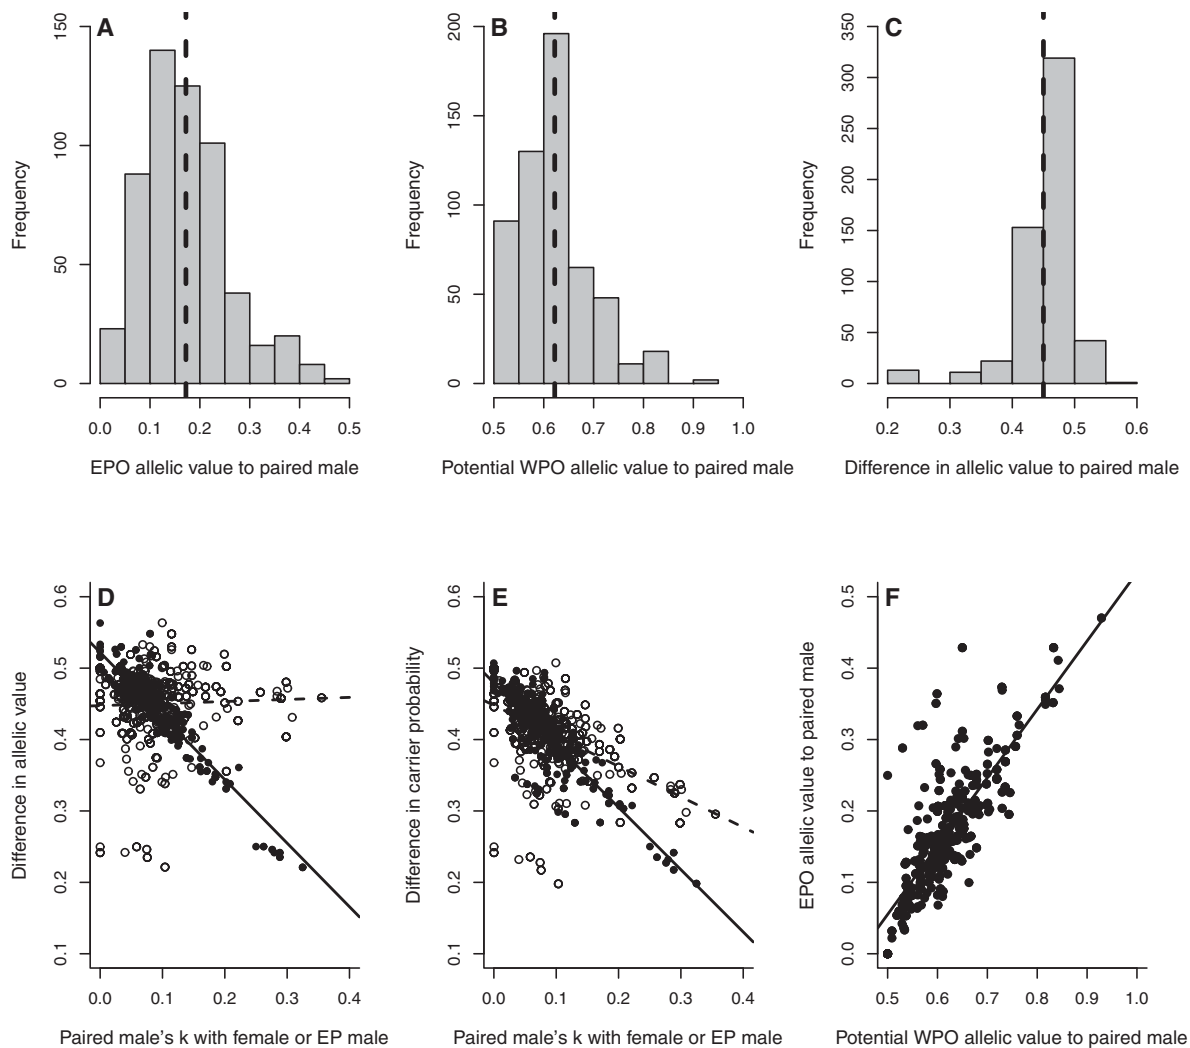 A
B
C
150
100
50
0
Frequency
0.0 0.1 0.2 0.3 0.4 0.5
EPO allelic value to paired male
200
150
100
50
0
Frequency
0.5 0.6 0.7 0.8 0.9 1.0
Potential WPO allelic value to paired male
350
300
250
350
150
100
50
0
Frequency
0.2 0.3 0.4 0.5 0.6
Difference in allelic value to paired male
D
E
F
0.6
0.5
0.4
0.3
0.2
0.1
Difference in allelic value
0.0 0.1 0.2 0.3 0.4
Paired male's k with female or EP male
0.6
0.5
0.4
0.3
0.2
0.1
Difference in carrier probability
0.0 0.1 0.2 0.3 0.4
Paired male's k with female or EP male
0.5
0.4
0.3
0.2
0.1
0.0
EPO allelic value to paired male
0.5 0.6 0.7 0.8 0.9 1.0
Potential WPO allelic value to paired male